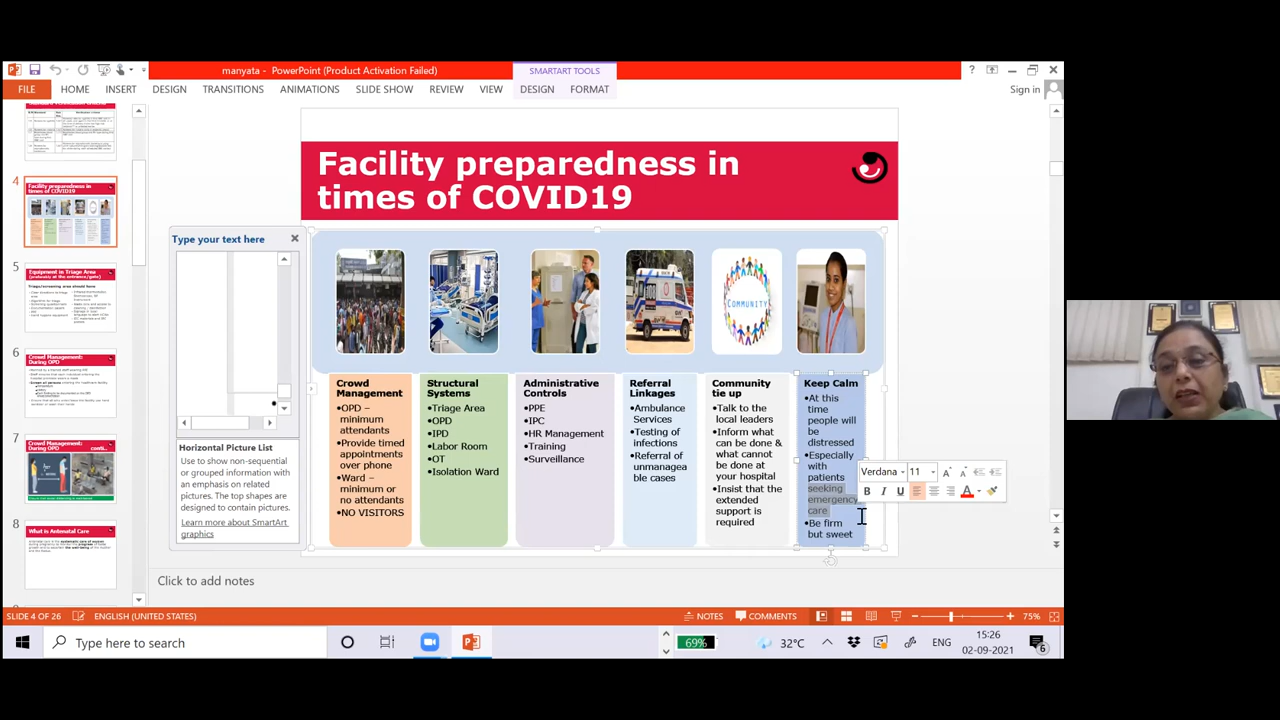 manyata - PowerPoint (Product Activation Failed)
SMARTART TOOLS
FILE
HOME
INSERT
DESIGN
TRANSITIONS
ANIMATIONS
SLIDE SHOW
REVIEW
VIEW
DESIGN
FORMAT
Sign in
4
Facility preparedness in
times of COVID19
5
Equipment in Triage Area
6
Crowd Management:
During OPD
7
Crowd Management:
During OPD
conti..
8
What is Antenatal Care
Type your text here
Horizontal Picture List
Use to show non-sequential
or grouped information with
an emphasis on related
pictures. The top shapes are
designed to contain pictures.
Learn more about SmartArt
graphics
Facility preparedness in
times of COVID19
COMMUNITY
Crowd
Management
•OPD –
minimum
attendants
•Provide timed
appointments
over phone
•Ward –
minimum or
no attendants
•NO VISITORS
Structural
Systems
•Triage Area
•OPD
•IPD
•Labor Room
•OT
•Isolation Ward
Administrative
Controls
•PPE
•IPC
•HR Management
•Training
•Surveillance
Referral
Linkages
•Ambulance
Services
•Testing of
infections
•Referral of
unmanagea
ble cases
Community
tie up
•Talk to the
local leaders
•Inform what
can be done &
what cannot
be done at
your hospital
•Insist that the
extended
support is
required
Keep Calm
•At this
time
people will
be
distressed
•Especially
with
patients
seeking
emergency
care
•Be firm
but sweet
Verdana
11
B I U
A
Click to add notes
SLIDE 4 OF 26
ENGLISH (UNITED STATES)
NOTES
COMMENTS
75%
Type here to search
69%
32°C
ENG
15:26
02-09-2021
6